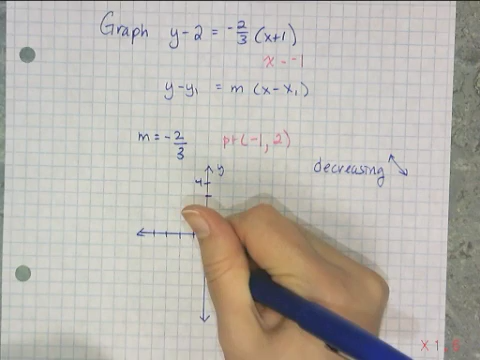 Graph y-2 = -2/3 (x+1)
x - -1
y-y₁ = m (x-x₁)
m = -2/3 pt (-1, 2)
decreasing
y
4